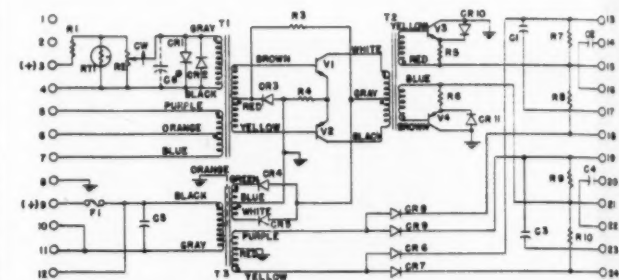 1
2
(+) 3
4
5
6
7
8
(+) 9
10
11
12
R1
RT1
R2
CW
CR1
CR2
GRAY
T1
BLACK
PURPLE
ORANGE
BLUE
BROWN
RED
YELLOW
CR3
R3
R4
V1
V2
WHITE
GRAY
BLACK
T2
YELLOW
V3
CR10
R5
RED
BLUE
R6
BROWN
V4
CR11
C1
R7
C2
R8
13
14
15
16
17
18
19
20
21
22
23
24
R9
C4
C3
R10
F1
C5
BLACK
GRAY
ORANGE
GREEN
CR4
BLUE
WHITE
CR5
PURPLE
RED
YELLOW
T3
CR8
CR9
CR6
CR7